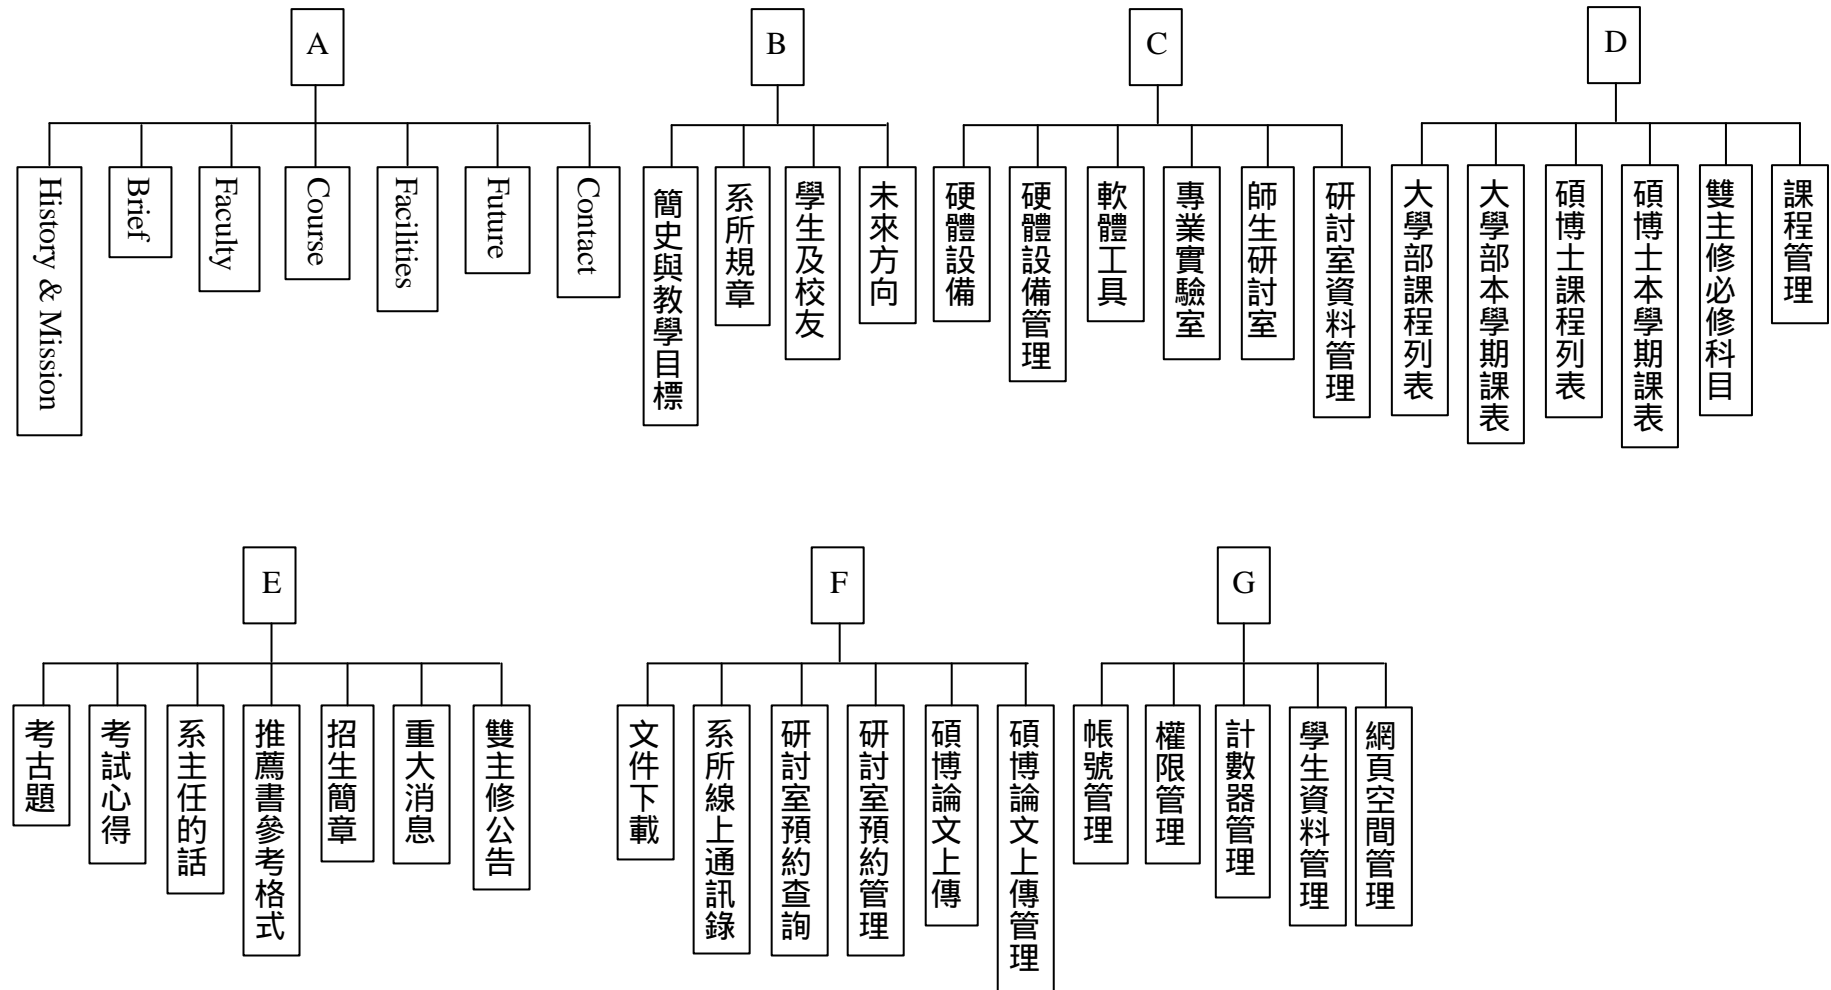 A
History & Mission
Brief
Faculty
Course
Facilities
Future
Contact
B
簡史與教學目標
系所規章
學生及校友
未來方向
C
硬體設備
硬體設備管理
軟體工具
專業實驗室
師生研討室
研討室資料管理
D
大學部課程列表
大學部本學期課表
碩博士課程列表
碩博士本學期課表
雙主修必修科目
課程管理
E
考古題
考試心得
系主任的話
推薦書參考格式
招生簡章
重大消息
雙主修公告
F
文件下載
系所線上通訊錄
研討室預約查詢
研討室預約管理
碩博論文上傳
碩博論文上傳管理
G
帳號管理
權限管理
計數器管理
學生資料管理
網頁空間管理